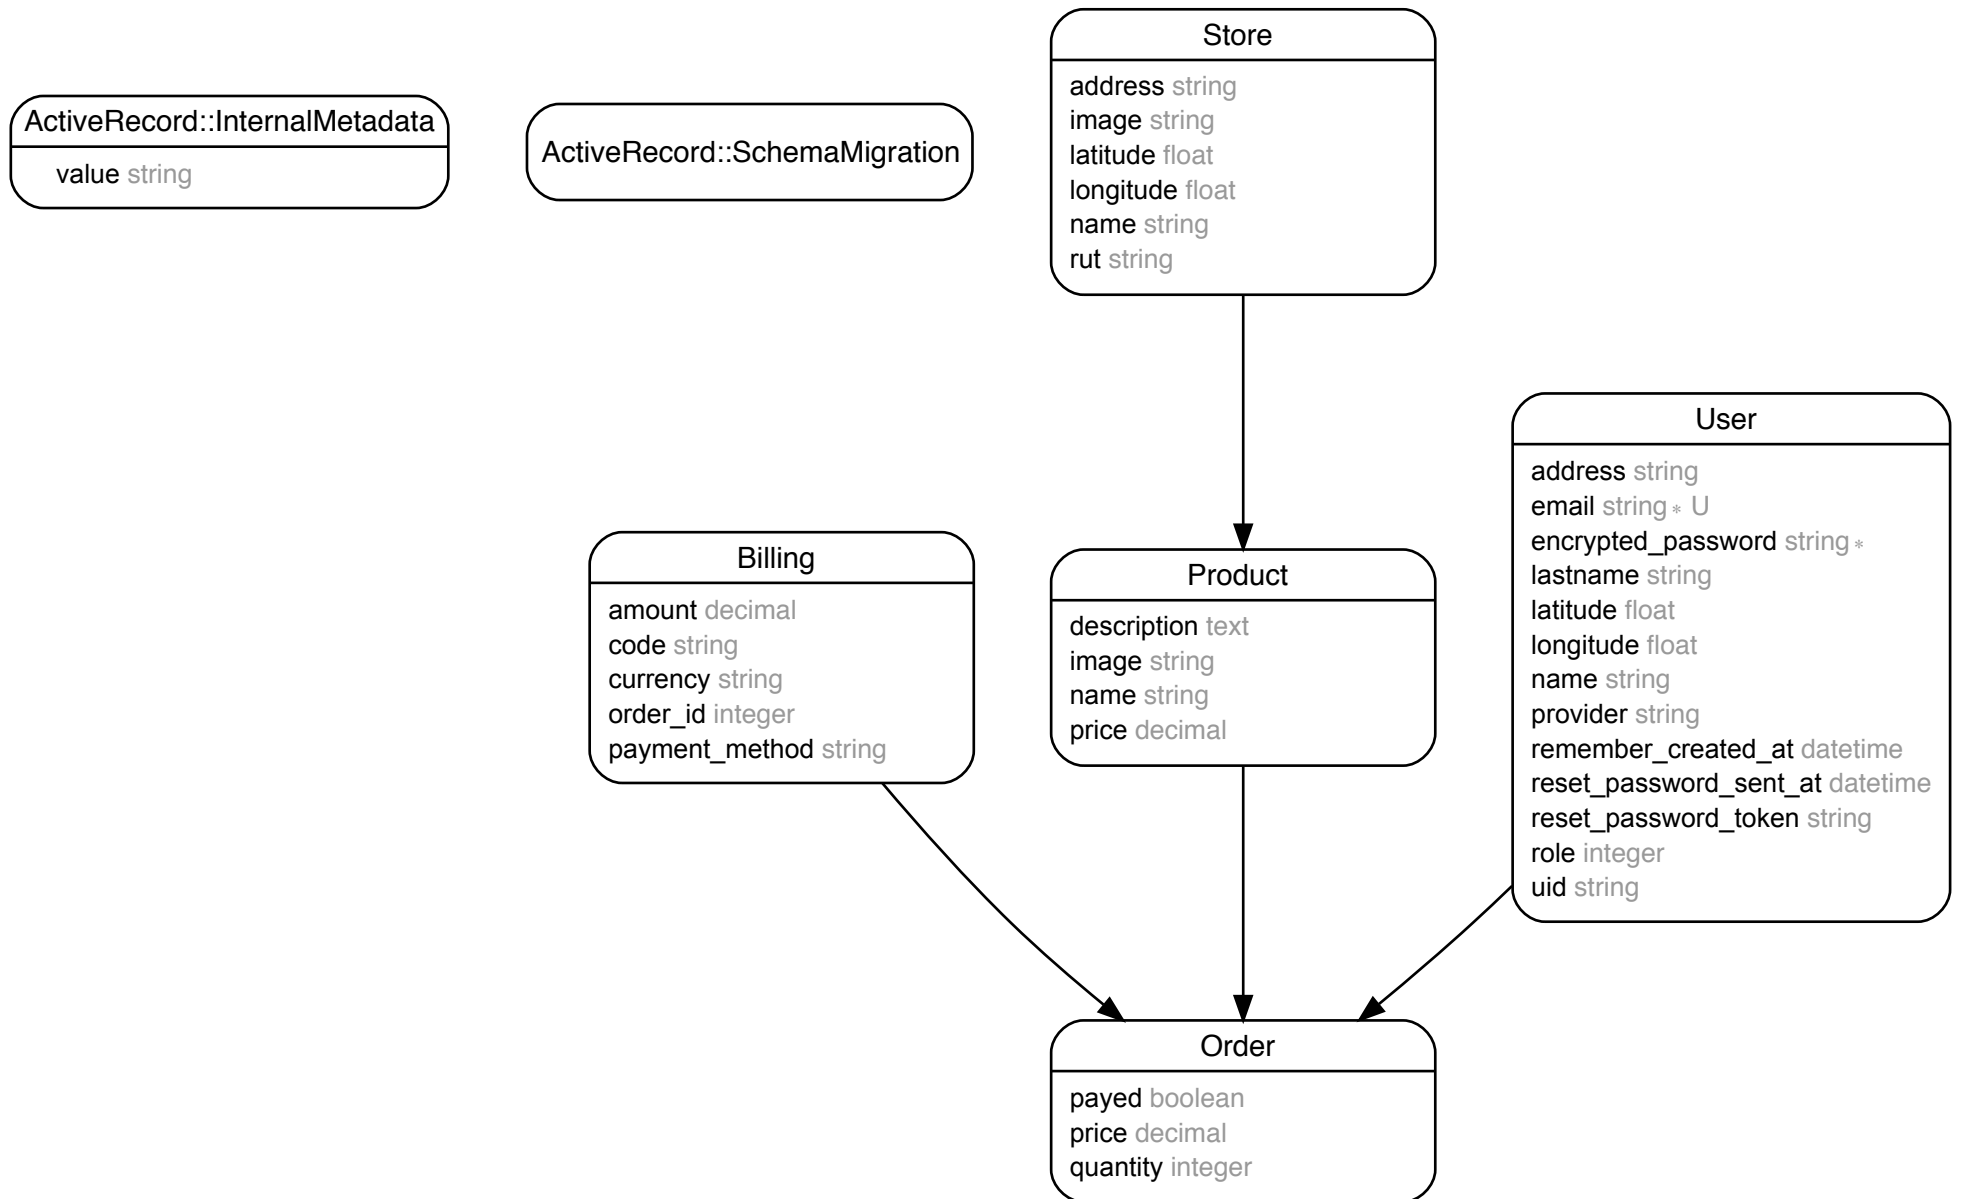 Store
address string
image string
latitude float
longitude float
name string
rut string
ActiveRecord::InternalMetadata
value string
ActiveRecord::SchemaMigration
User
address string
email string * U
encrypted_password string *
lastname string
latitude float
longitude float
name string
provider string
remember_created_at datetime
reset_password_sent_at datetime
reset_password_token string
role integer
uid string
Billing
amount decimal
code string
currency string
order_id integer
payment_method string
Product
description text
image string
name string
price decimal
Order
payed boolean
price decimal
quantity integer